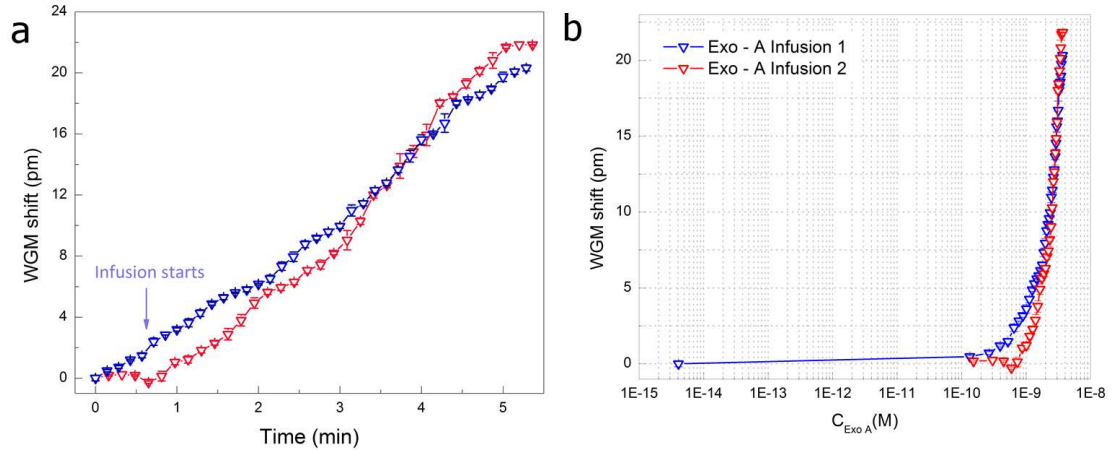 a
24
20
16
12
8
4
0
WGM shift (pm)
Infusion starts
0
1
2
3
4
5
Time (min)
b
Exo - A Infusion 1
Exo - A Infusion 2
20
15
10
5
0
WGM shift (pm)
1E-15 1E-14 1E-13 1E-12 1E-11 1E-10 1E-9 1E-8
C Exo A (M)